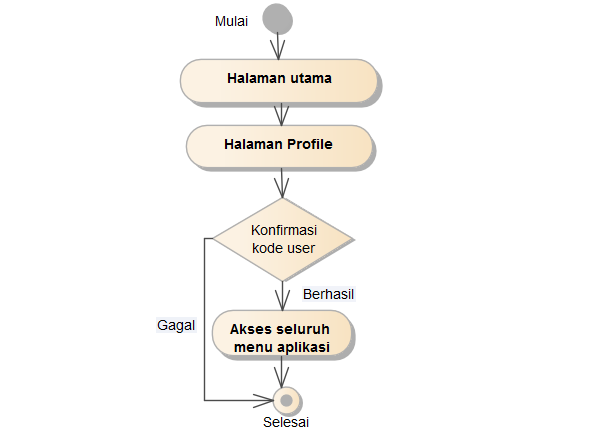 Mulai
Halaman utama
Halaman Profile
Konfirmasi
kode user
Berhasil
Gagal
Akses seluruh
menu aplikasi
Selesai